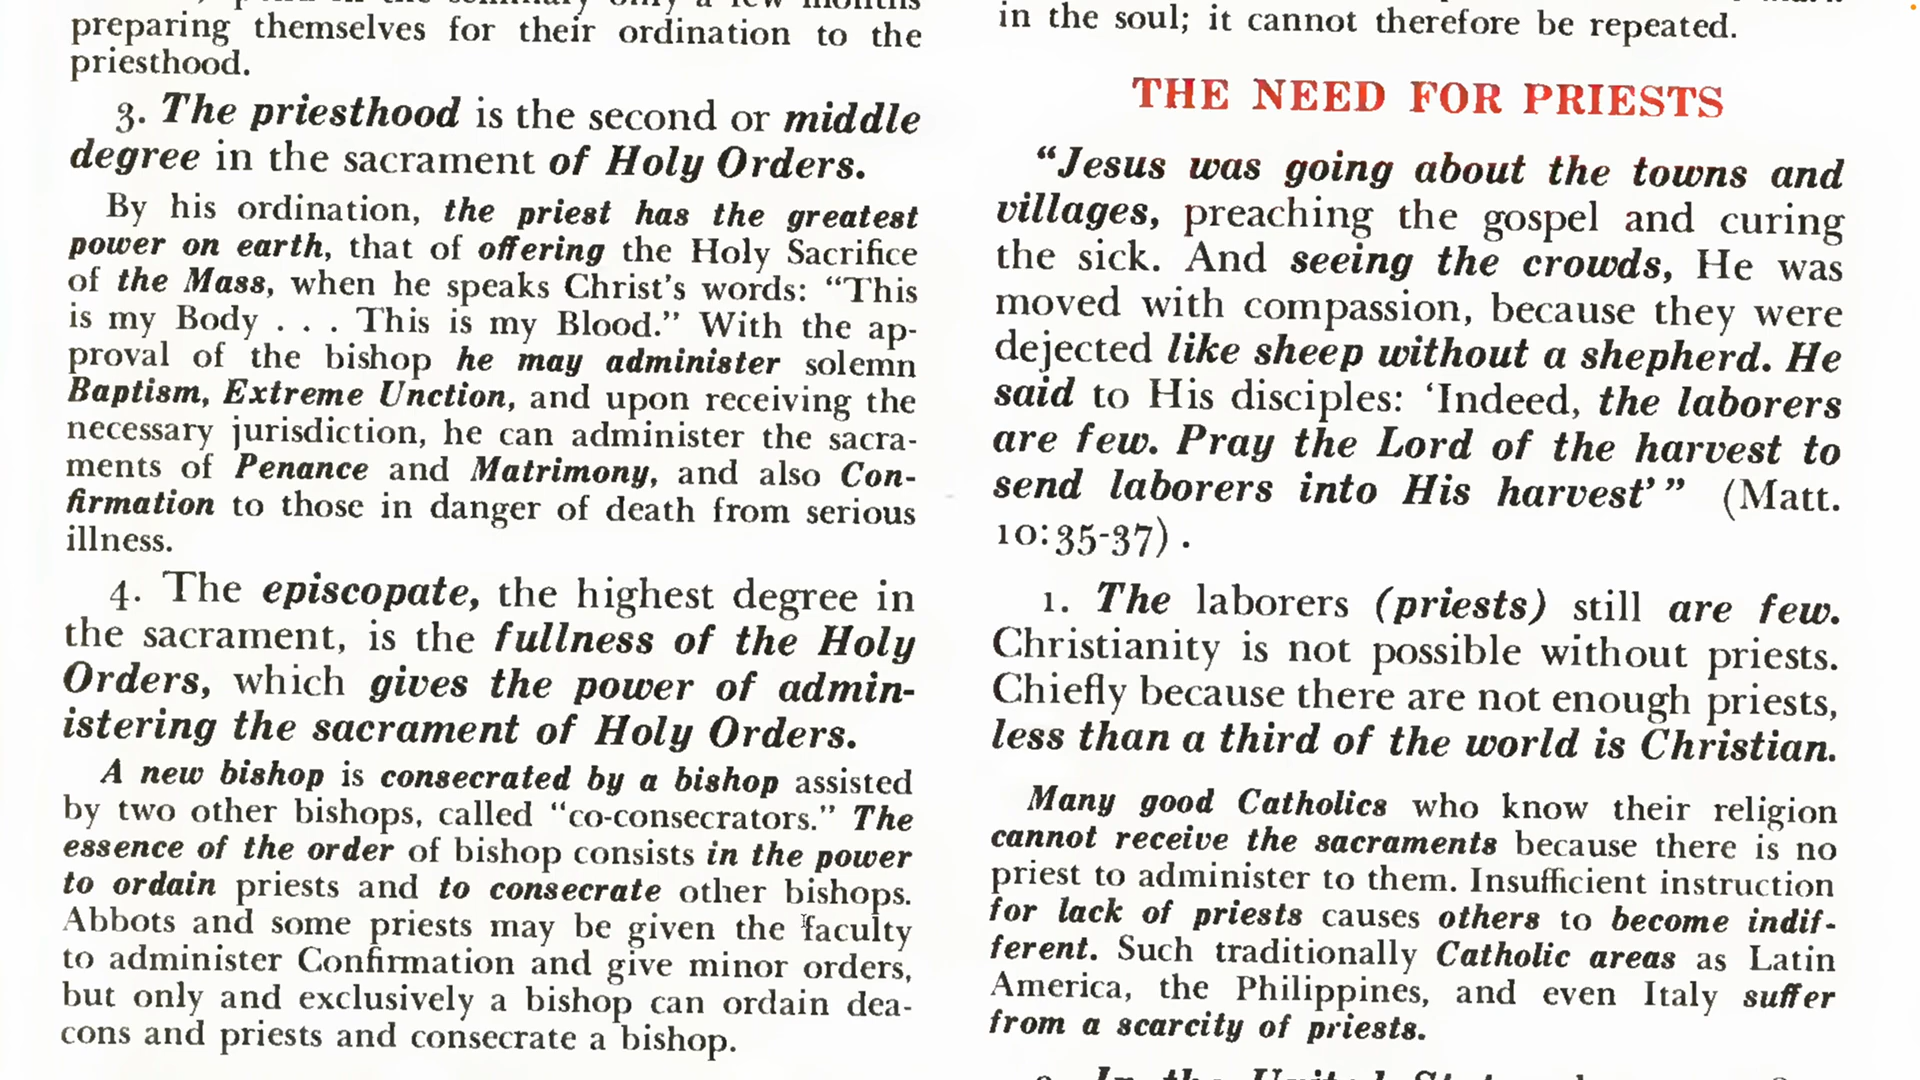 preparing themselves for their ordination to the
priesthood.
3. The priesthood is the second or middle
degree in the sacrament of Holy Orders.
By his ordination, the priest has the greatest
power on earth, that of offering the Holy Sacrifice
of the Mass, when he speaks Christ's words: “This
is my Body . . . This is my Blood.” With the ap-
proval of the bishop he may administer solemn
Baptism, Extreme Unction, and upon receiving the
necessary jurisdiction, he can administer the sacra-
ments of Penance and Matrimony, and also Con-
firmation to those in danger of death from serious
illness.
4. The episcopate, the highest degree in
the sacrament, is the fullness of the Holy
Orders, which gives the power of admin-
istering the sacrament of Holy Orders.
A new bishop is consecrated by a bishop assisted
by two other bishops, called “co-consecrators.” The
essence of the order of bishop consists in the power
to ordain priests and to consecrate other bishops.
Abbots and some priests may be given the faculty
to administer Confirmation and give minor orders,
but only and exclusively a bishop can ordain dea-
cons and priests and consecrate a bishop.
in the soul; it cannot therefore be repeated.
THE NEED FOR PRIESTS
“Jesus was going about the towns and
villages, preaching the gospel and curing
the sick. And seeing the crowds, He was
moved with compassion, because they were
dejected like sheep without a shepherd. He
said to His disciples: ‘Indeed, the laborers
are few. Pray the Lord of the harvest to
send laborers into His harvest’” (Matt.
10:35-37) .
1. The laborers (priests) still are few.
Christianity is not possible without priests.
Chiefly because there are not enough priests,
less than a third of the world is Christian.
Many good Catholics who know their religion
cannot receive the sacraments because there is no
priest to administer to them. Insufficient instruction
for lack of priests causes others to become indif-
ferent. Such traditionally Catholic areas as Latin
America, the Philippines, and even Italy suffer
from a scarcity of priests.